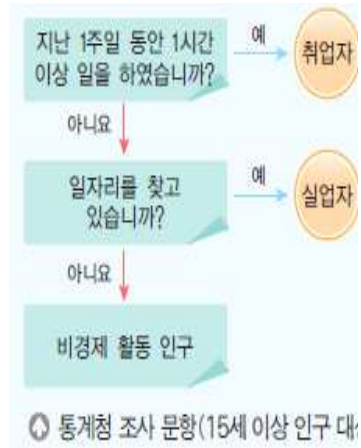 지난 1주일 동안 1시간
이상 일을 하였습니까?
예
취업자
아니요
일자리를 찾고
있습니까?
예
실업자
아니요
비경제 활동 인구
통계청 조사 문항(15세 이상 인구